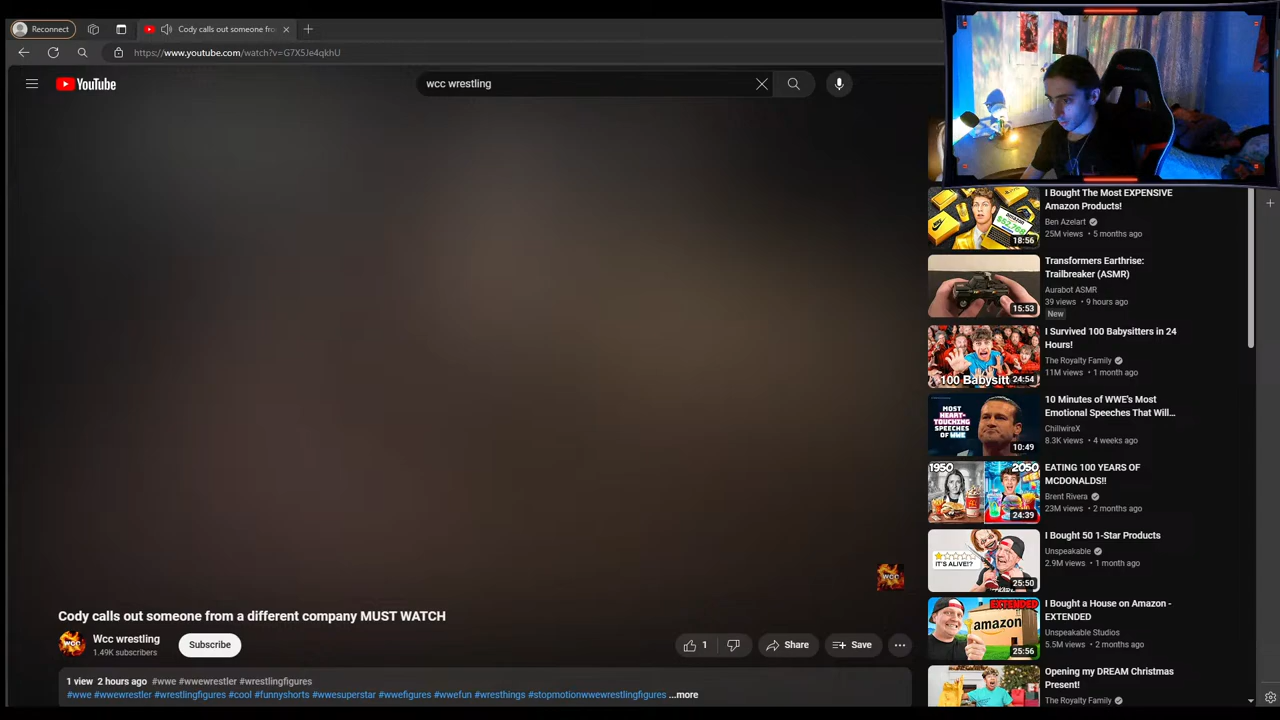 Reconnect
Cody calls out someone fro
https://www.youtube.com/watch?v=G7X5Je4qkhU
YouTube
wcc wrestling
wcc
Cody calls out someone from a different company MUST WATCH
wcc
Wcc wrestling
1.49K subscribers
Subscribe
1
Share
Save
1 view 2 hours ago #wwe #wwewrestler #wrestlingfigures
#wwe #wwewrestler #wrestlingfigures #cool #funnyshorts #wwesuperstar #wwefigures #wwefun #wresthings #stopmotionwwewrestlingfigures ...more
18:56
I Bought The Most EXPENSIVE
Amazon Products!
Ben Azelart
25M views • 5 months ago
15:53
Transformers Earthrise:
Trailbreaker (ASMR)
Aurabot ASMR
39 views • 9 hours ago
New
100 Babysitt
24:54
I Survived 100 Babysitters in 24
Hours!
The Royalty Family
11M views • 1 month ago
MOST
HEART-
TOUCHING
SPEECHES
OF WWE
10:49
10 Minutes of WWE's Most
Emotional Speeches That Will...
ChillwireX
8.3K views • 4 weeks ago
1950
2050
24:39
EATING 100 YEARS OF
MCDONALDS!!
Brent Rivera
23M views • 2 months ago
IT'S ALIVE!?
25:50
I Bought 50 1-Star Products
Unspeakable
2.9M views • 1 month ago
EXTENDED
amazon
25:56
I Bought a House on Amazon -
EXTENDED
Unspeakable Studios
5.5M views • 2 months ago
Opening my DREAM Christmas
Present!
The Royalty Family